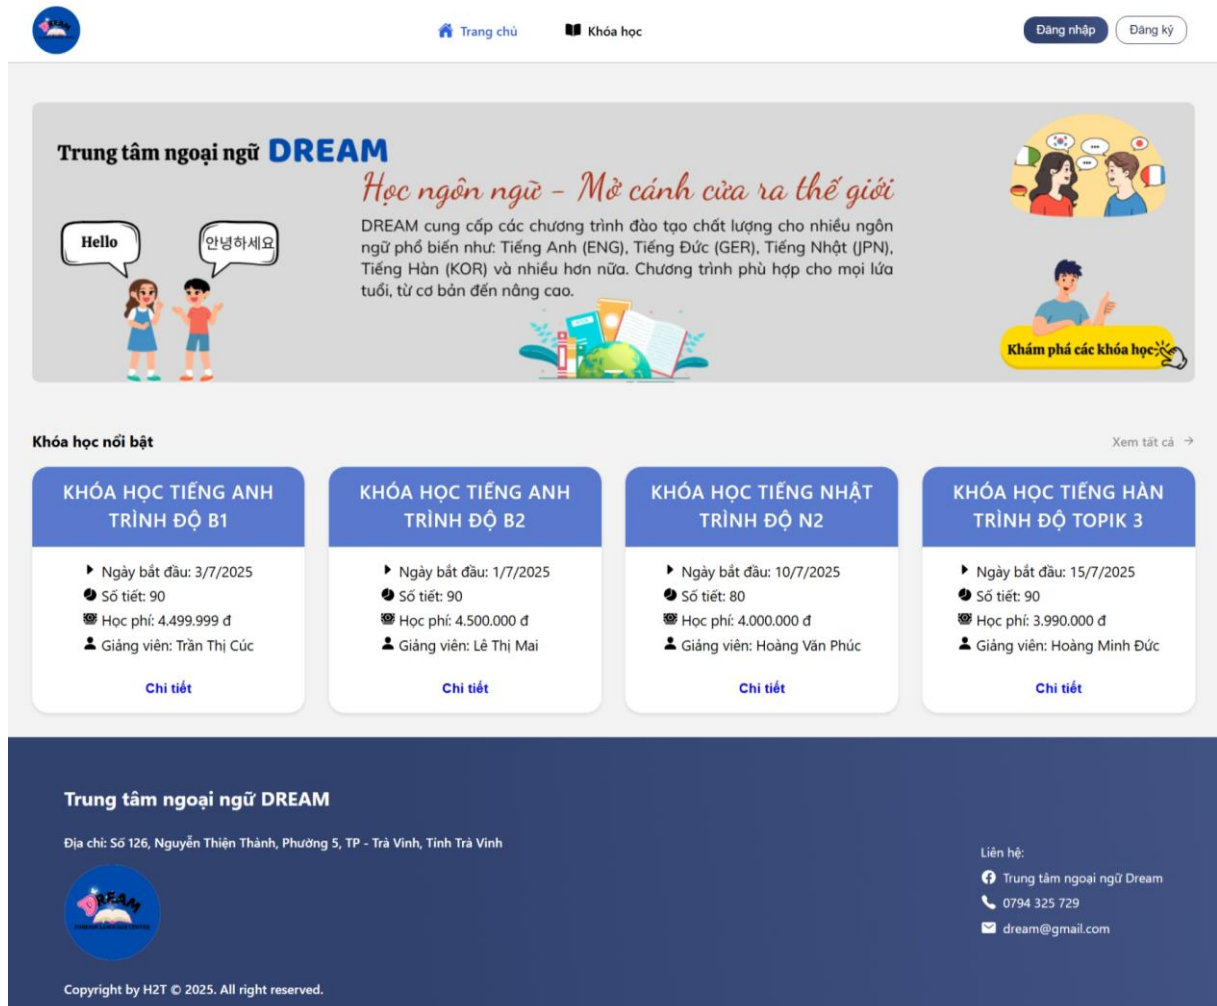 DREAM
Trang chủ
Khóa học
Đăng nhập
Đăng ký
Trung tâm ngoại ngữ DREAM
Học ngôn ngữ - Mở cánh cửa ra thế giới
Hello
안녕하세요
DREAM cung cấp các chương trình đào tạo chất lượng cho nhiều ngôn
ngữ phổ biến như: Tiếng Anh (ENG), Tiếng Đức (GER), Tiếng Nhật (JPN),
Tiếng Hàn (KOR) và nhiều hơn nữa. Chương trình phù hợp cho mọi lứa
tuổi, từ cơ bản đến nâng cao.
Khám phá các khóa học
Khóa học nổi bật
Xem tất cả →
KHÓA HỌC TIẾNG ANH
TRÌNH ĐỘ B1
Ngày bắt đầu: 3/7/2025
Số tiết: 90
Học phí: 4.499.999 đ
Giảng viên: Trần Thị Cúc
Chi tiết
KHÓA HỌC TIẾNG ANH
TRÌNH ĐỘ B2
Ngày bắt đầu: 1/7/2025
Số tiết: 90
Học phí: 4.500.000 đ
Giảng viên: Lê Thị Mai
Chi tiết
KHÓA HỌC TIẾNG NHẬT
TRÌNH ĐỘ N2
Ngày bắt đầu: 10/7/2025
Số tiết: 80
Học phí: 4.000.000 đ
Giảng viên: Hoàng Văn Phúc
Chi tiết
KHÓA HỌC TIẾNG HÀN
TRÌNH ĐỘ TOPIK 3
Ngày bắt đầu: 15/7/2025
Số tiết: 90
Học phí: 3.990.000 đ
Giảng viên: Hoàng Minh Đức
Chi tiết
Trung tâm ngoại ngữ DREAM
Địa chỉ: Số 126, Nguyễn Thiện Thành, Phường 5, TP - Trà Vinh, Tỉnh Trà Vinh
DREAM
Copyright by H2T © 2025. All right reserved.
Liên hệ:
Trung tâm ngoại ngữ Dream
0794 325 729
dream@gmail.com